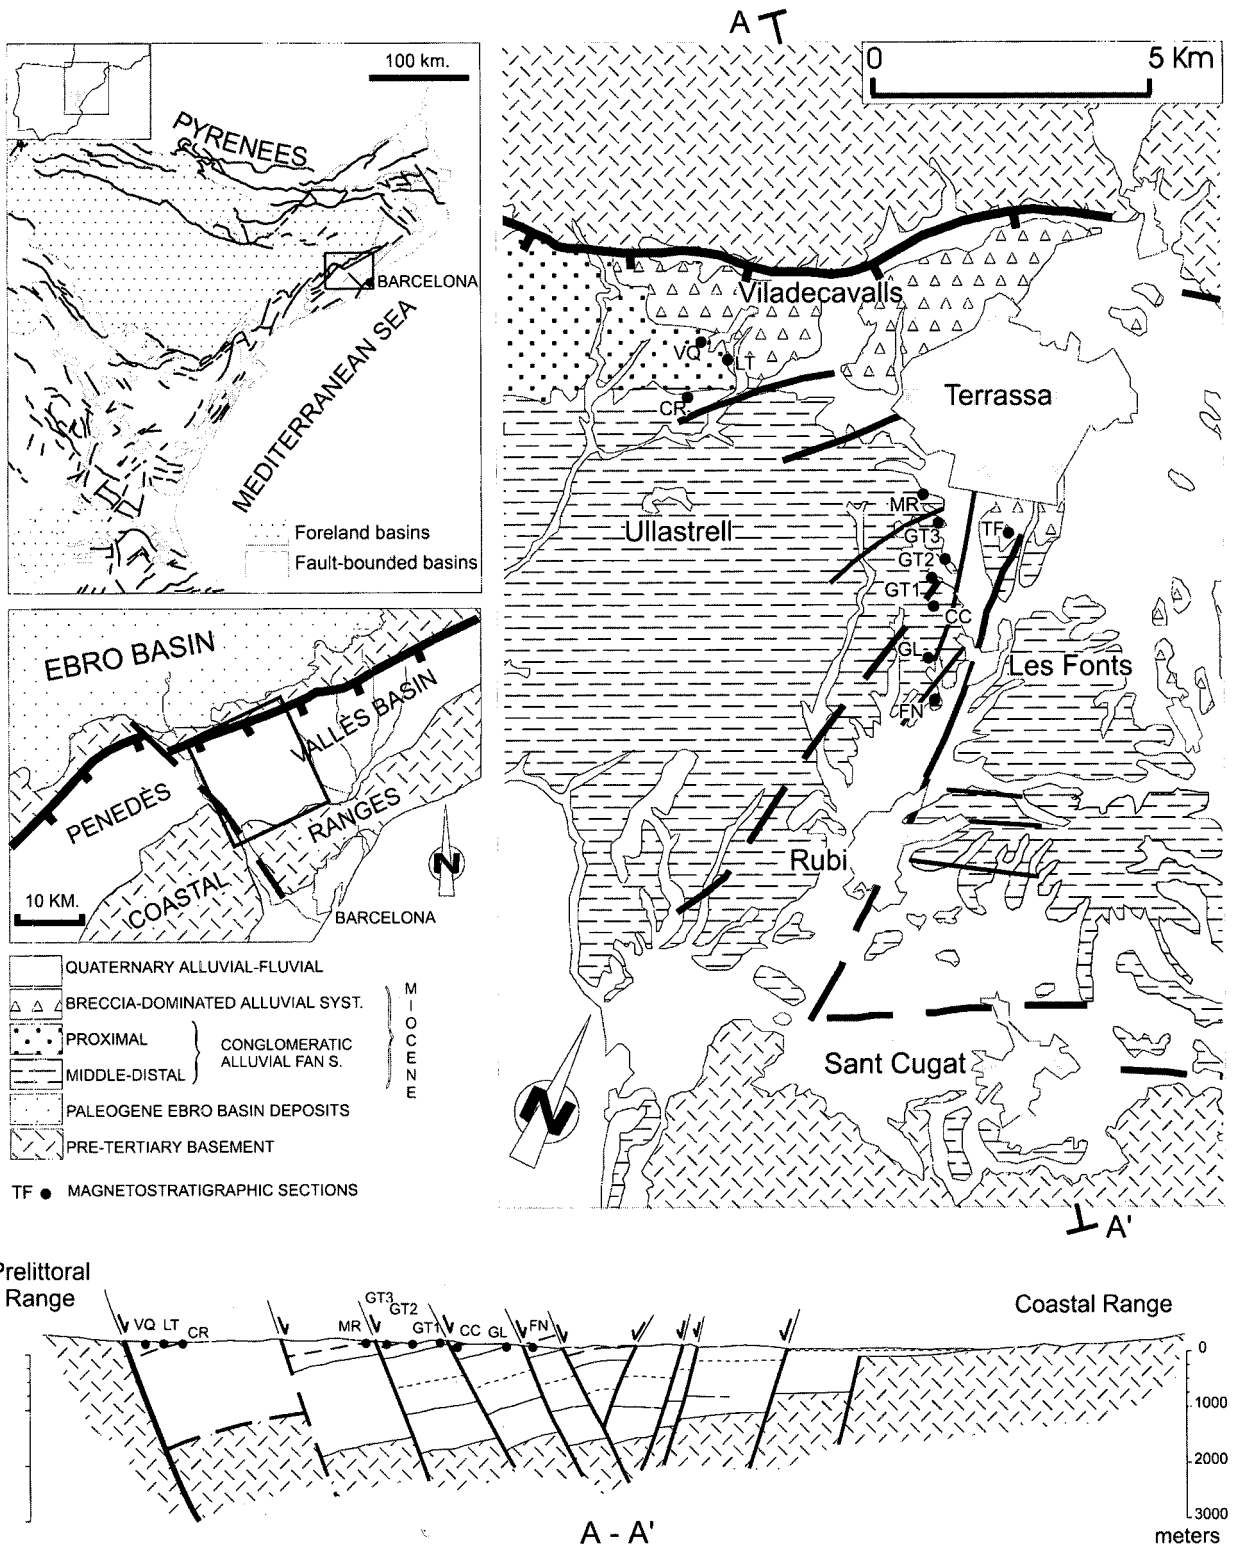 100 km.
PYRENEES
BARCELONA
MEDITERRANEAN SEA
Foreland basins
Fault-bounded basins
EBRO BASIN
VALLÈS BASIN
PENEDÈS
COASTAL
RANGES
N
10 KM.
BARCELONA
QUATERNARY ALLUVIAL-FLUVIAL
BRECCIA-DOMINATED ALLUVIAL SYST.
PROXIMAL
MIDDLE-DISTAL
CONGLOMERATIC
ALLUVIAL FAN S.
MIOCENE
PALEOGENE EBRO BASIN DEPOSITS
PRE-TERTIARY BASEMENT
TF MAGNETOSTRATIGRAPHIC SECTIONS
A
0 5 Km
Viladecavalls
VQ
LT
CR
Terrassa
MR
Ullastrell
GT3
TF
GT2
GT1
CC
GL
Les Fonts
FN
Rubi
Sant Cugat
N
A'
Prelittoral
Range
VQ LT CR
MR
GT3
GT2
GT1
CC
GL
FN
Coastal Range
0
1000
2000
3000
meters
A - A'